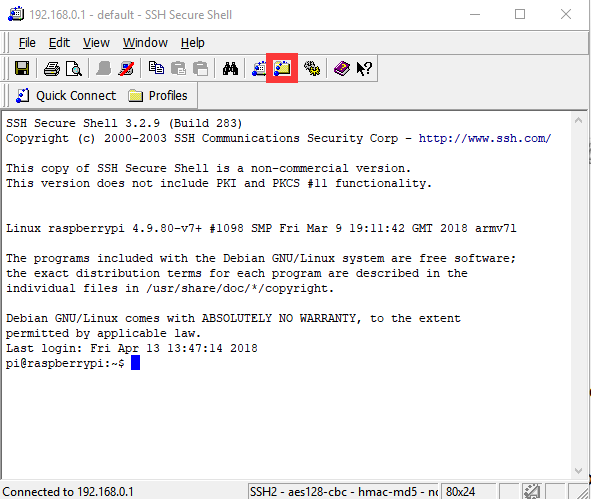 192.168.0.1 - default - SSH Secure Shell
File Edit View Window Help
Quick Connect Profiles
SSH Secure Shell 3.2.9 (Build 283)
Copyright (c) 2000-2003 SSH Communications Security Corp - http://www.ssh.com/
This copy of SSH Secure Shell is a non-commercial version.
This version does not include PKI and PKCS #11 functionality.
Linux raspberrypi 4.9.80-v7+ #1098 SMP Fri Mar 9 19:11:42 GMT 2018 armv7l
The programs included with the Debian GNU/Linux system are free software;
the exact distribution terms for each program are described in the
individual files in /usr/share/doc/*/copyright.
Debian GNU/Linux comes with ABSOLUTELY NO WARRANTY, to the extent
permitted by applicable law.
Last login: Fri Apr 13 13:47:14 2018
pi@raspberrypi:~$
Connected to 192.168.0.1 SSH2 - aes128-cbc - hmac-md5 - 80x24